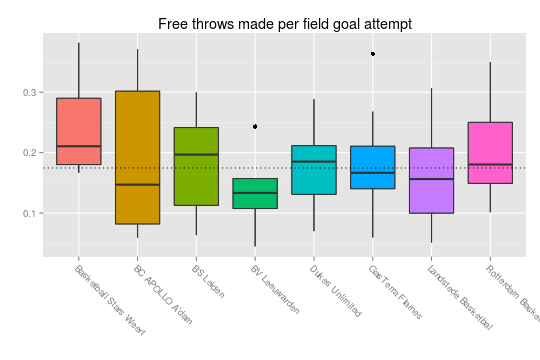 Free throws made per field goal attempt
0.3
0.2
0.1
Basketball Stars Weert
BC APOLLO A'dam
BS Leiden
BV Leeuwarden
Dukes Unlimited
GasTerra Flames
Landstede Basketbal
Rotterdam Baske